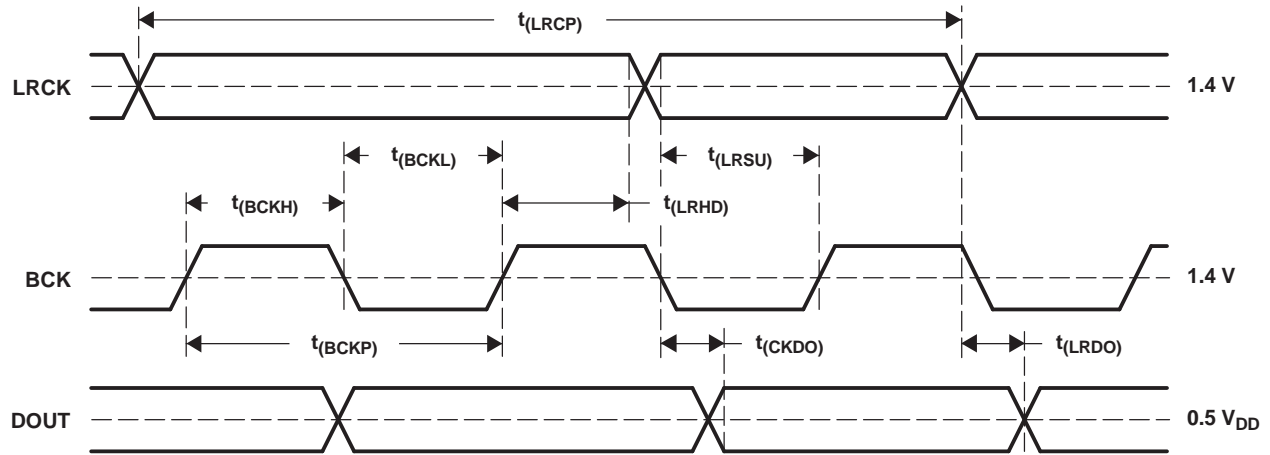 t(LRCP)
LRCK
1.4 V
t(BCKL)
t(LRSU)
t(BCKH)
t(LRHD)
BCK
1.4 V
t(BCKP)
t(CKDO)
t(LRDO)
DOUT
0.5 VDD